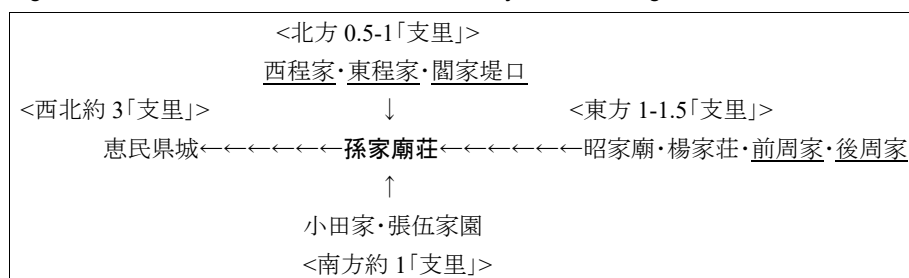 <北方 0.5-1「支里」>
西程家・東程家・閻家堤口
<西北約 3「支里」> ↓ <東方 1-1.5「支里」>
恵民県城←←←←←←孫家廟荘←←←←←←昭家廟・楊家荘・前周家・後周家
↑
小田家・張伍家園
<南方約 1「支里」>